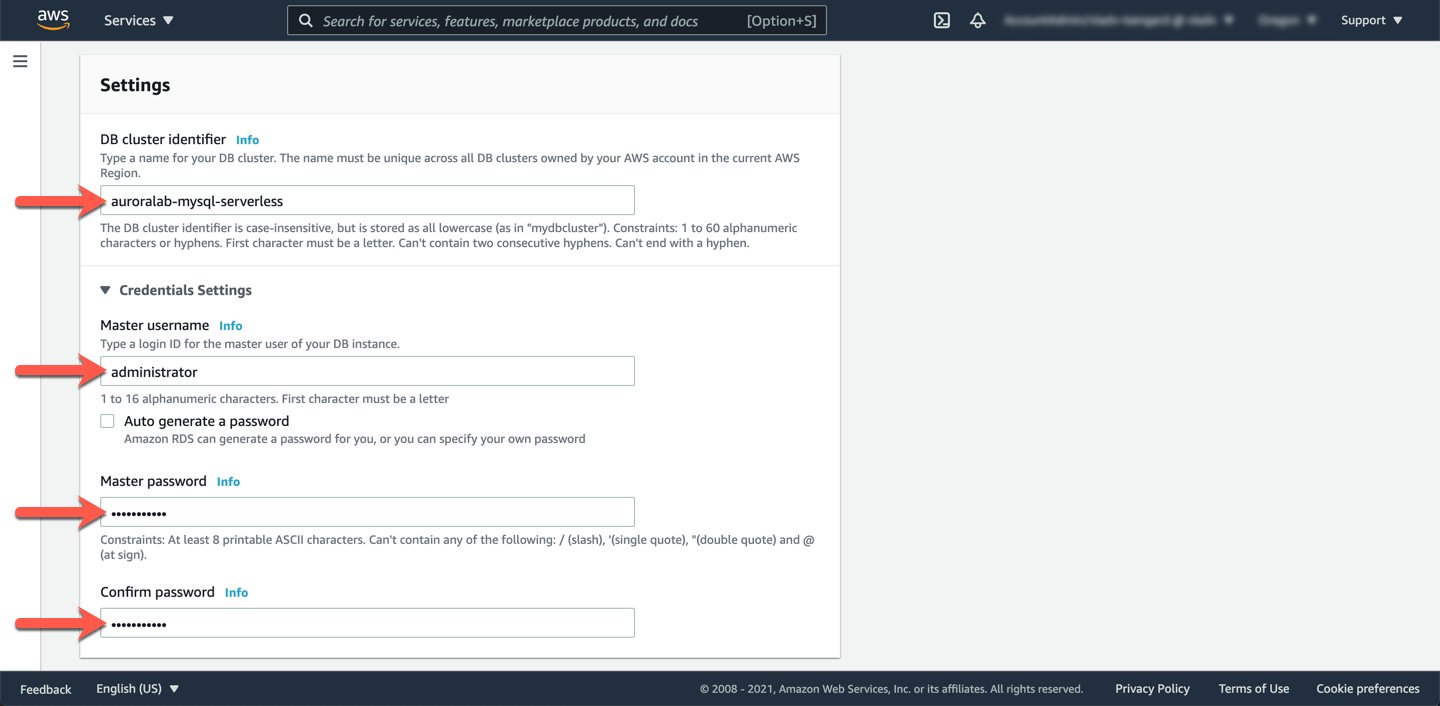 aws Services Search for services, features, marketplace products, and docs [Option+S] Support
Settings
DB cluster identifier Info
Type a name for your DB cluster. The name must be unique across all DB clusters owned by your AWS account in the current AWS
Region.
auroralab-mysql-serverless
The DB cluster identifier is case-insensitive, but is stored as all lowercase (as in "mydbcluster"). Constraints: 1 to 60 alphanumeric
characters or hyphens. First character must be a letter. Can't contain two consecutive hyphens. Can't end with a hyphen.
Credentials Settings
Master username Info
Type a login ID for the master user of your DB instance.
administrator
1 to 16 alphanumeric characters. First character must be a letter
Auto generate a password
Amazon RDS can generate a password for you, or you can specify your own password
Master password Info
•••••••••••
Constraints: At least 8 printable ASCII characters. Can't contain any of the following: / (slash), '(single quote), "(double quote) and @
(at sign).
Confirm password Info
•••••••••••
Feedback English (US) © 2008 - 2021, Amazon Web Services, Inc. or its affiliates. All rights reserved. Privacy Policy Terms of Use Cookie preferences